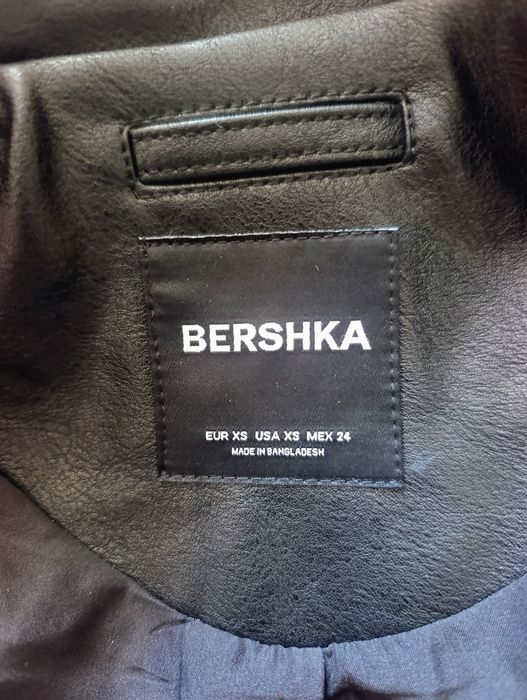 BERSHKA
EUR XS USA XS MEX 24
MADE IN BANGLADESH